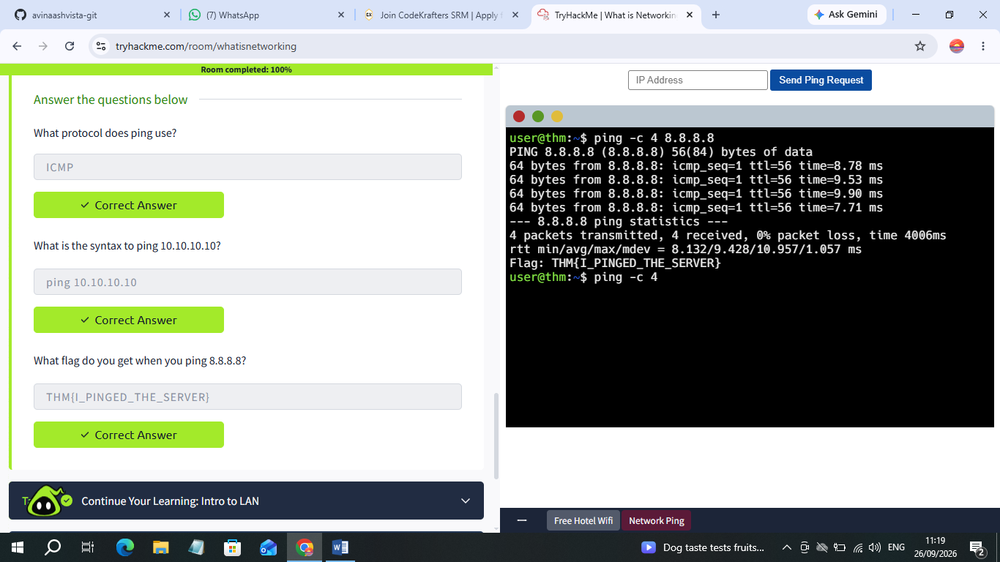 avinaashvista-git
(7) WhatsApp
Join CodeKrafters SRM | Apply
TryHackMe | What is Networkin
Ask Gemini
tryhackme.com/room/whatisnetworking
Room completed: 100%
Answer the questions below
What protocol does ping use?
ICMP
✓ Correct Answer
What is the syntax to ping 10.10.10.10?
ping 10.10.10.10
✓ Correct Answer
What flag do you get when you ping 8.8.8.8?
THM{I_PINGED_THE_SERVER}
✓ Correct Answer
Continue Your Learning: Intro to LAN
IP Address
Send Ping Request
user@thm:~$ ping -c 4 8.8.8.8
PING 8.8.8.8 (8.8.8.8) 56(84) bytes of data
64 bytes from 8.8.8.8: icmp_seq=1 ttl=56 time=8.78 ms
64 bytes from 8.8.8.8: icmp_seq=1 ttl=56 time=9.53 ms
64 bytes from 8.8.8.8: icmp_seq=1 ttl=56 time=9.90 ms
64 bytes from 8.8.8.8: icmp_seq=1 ttl=56 time=7.71 ms
--- 8.8.8.8 ping statistics ---
4 packets transmitted, 4 received, 0% packet loss, time 4006ms
rtt min/avg/max/mdev = 8.132/9.428/10.957/1.057 ms
Flag: THM{I_PINGED_THE_SERVER}
user@thm:~$ ping -c 4
Free Hotel Wifi
Network Ping
Dog taste tests fruits...
ENG
11:19
26/09/2026
2